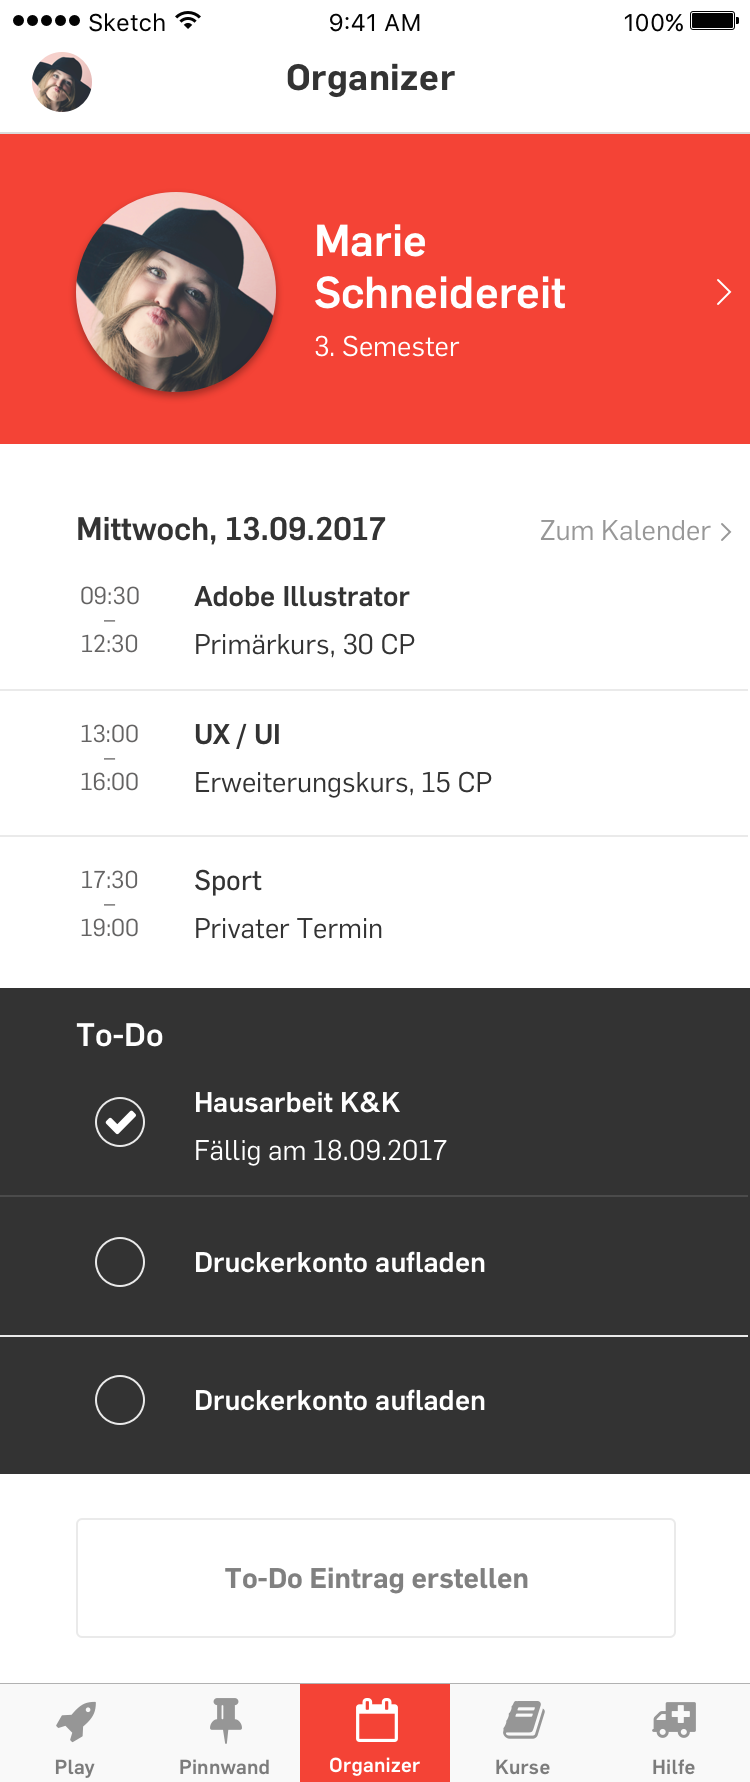 Sketch 9:41 AM 100%
Organizer
Marie
Schneidereit
3. Semester
Mittwoch, 13.09.2017 Zum Kalender
09:30 Adobe Illustrator
–
12:30 Primärkurs, 30 CP
13:00 UX / UI
–
16:00 Erweiterungskurs, 15 CP
17:30 Sport
–
19:00 Privater Termin
To-Do
Hausarbeit K&K
Fällig am 18.09.2017
Druckerkonto aufladen
Druckerkonto aufladen
To-Do Eintrag erstellen
Play Pinnwand Organizer Kurse Hilfe